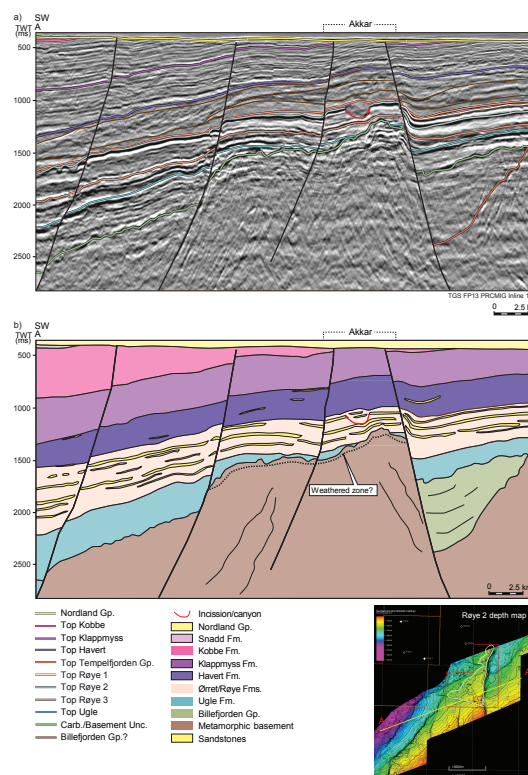 a)
SW
A
TWT
(ms)
Akkar
500
1000
1500
2000
2500
TGS FP13 PRCMIG Inline 1
0 2.5 k
b)
SW
A
TWT
(ms)
Akkar
500
1000
1500
2000
2500
Weathered zone?
0 2.5 km
Nordland Gp.
Top Kobbe
Top Klappmyss
Top Havert
Top Tempelfjorden Gp.
Top Røye 1
Top Røye 2
Top Røye 3
Top Ugle
Carb./Basement Unc.
Billefjorden Gp.?
Incission/canyon
Nordland Gp.
Snadd Fm.
Kobbe Fm.
Klappmyss Fm.
Havert Fm.
Ørret/Røye Fms.
Ugle Fm.
Billefjorden Gp.
Metamorphic basement
Sandstones
Røye 2 depth map